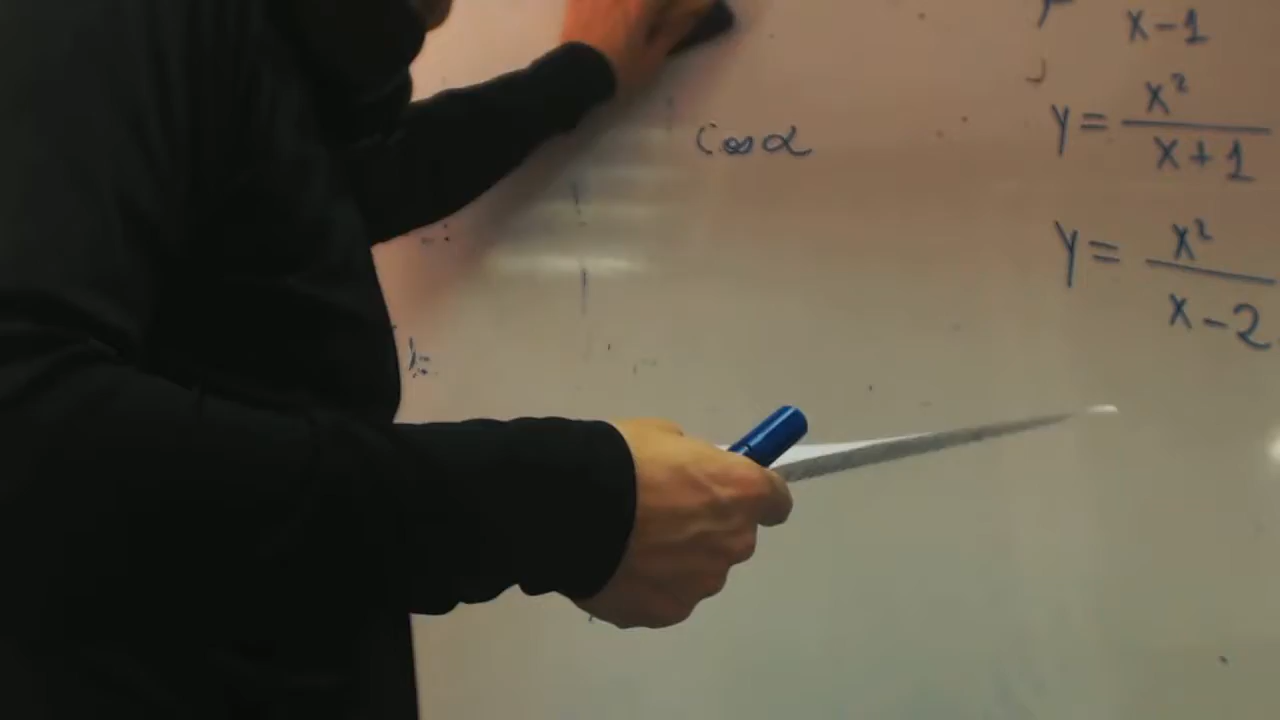 x-1
cos α
y = x² / x+1
y = x² / x-2